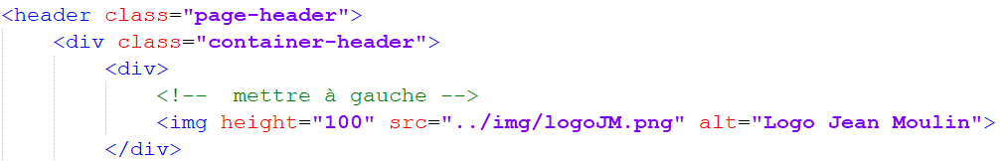 <header class="page-header">
<div class="container-header">
<div>
<!--  mettre à gauche -->
<img height="100" src="../img/logoJM.png" alt="Logo Jean Moulin">
</div>